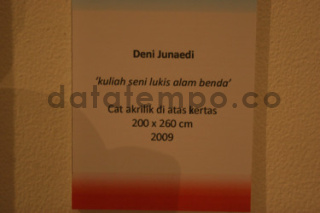 Deni Junaedi
‘kuliah seni lukis alam benda’
datatempo.co
Cat akrilik di atas kertas
200 x 260 cm
2009